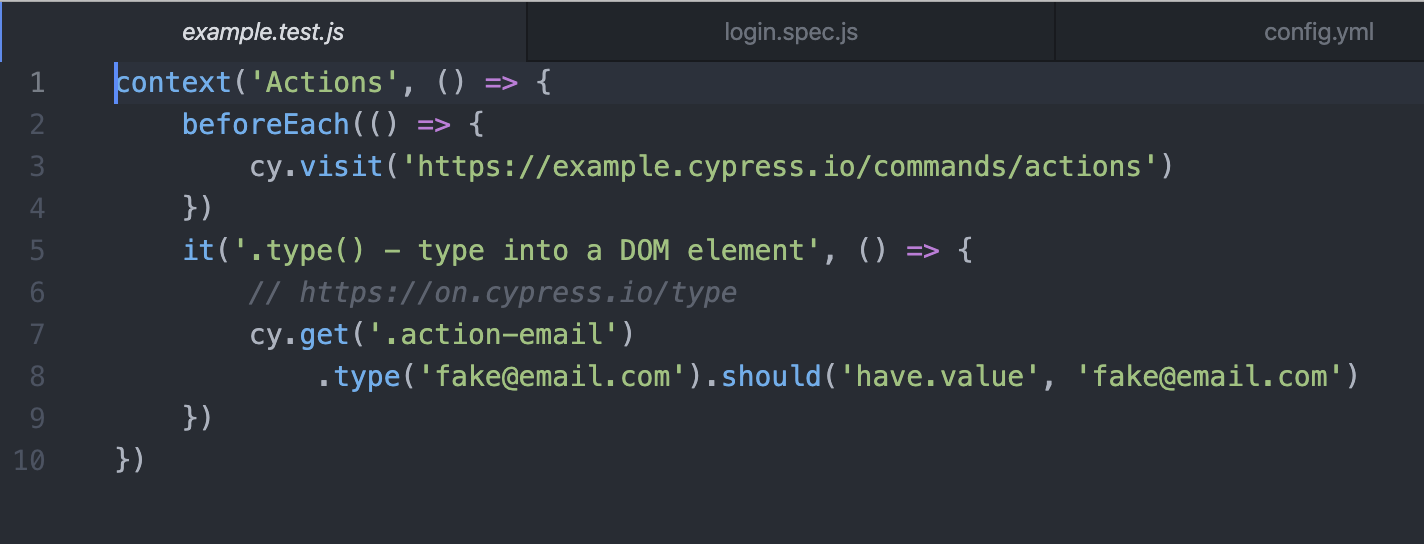 example.test.js login.spec.js config.yml
1 context('Actions', () => {
2 beforeEach(() => {
3 cy.visit('https://example.cypress.io/commands/actions')
4 })
5 it('.type() - type into a DOM element', () => {
6 // https://on.cypress.io/type
7 cy.get('.action-email')
8 .type('fake@email.com').should('have.value', 'fake@email.com')
9 })
10 })